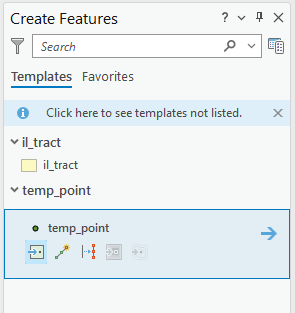 Create Features
Search
Templates Favorites
Click here to see templates not listed.
il_tract
il_tract
temp_point
temp_point